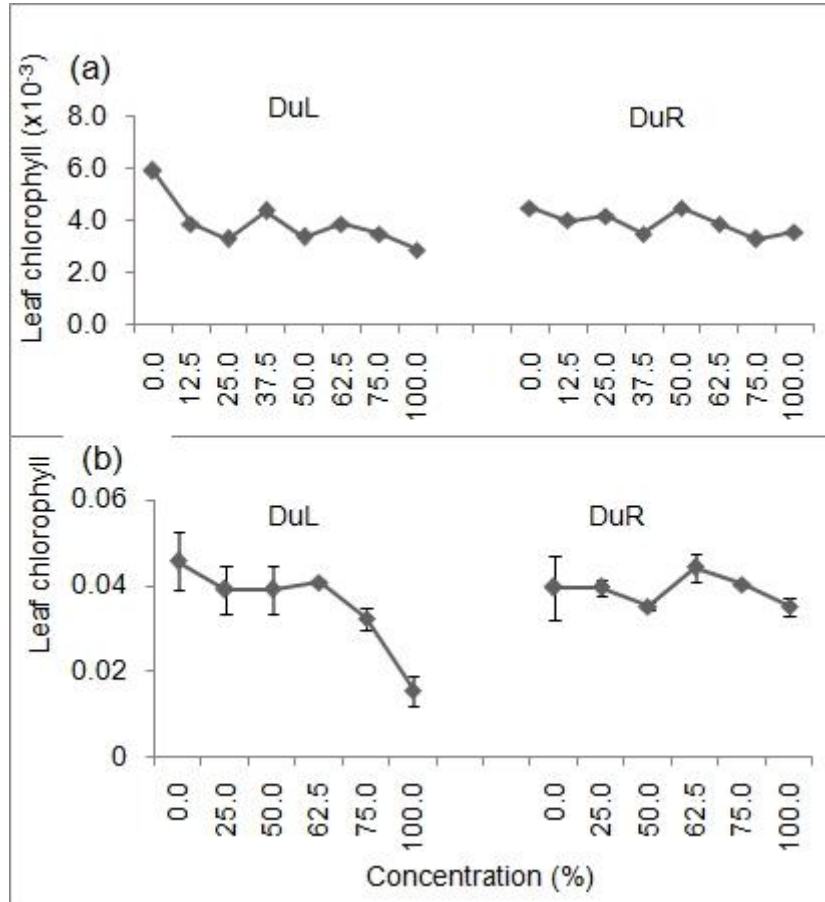 (a)
Leaf chlorophyll (x10⁻³)
DuL
DuR
8.0
6.0
4.0
2.0
0.0
0.0 12.5 25.0 37.5 50.0 62.5 75.0 100.0 0.0 12.5 25.0 37.5 50.0 62.5 75.0 100.0
(b)
Leaf chlorophyll
DuL
DuR
0.06
0.04
0.02
0
0.0 25.0 50.0 62.5 75.0 100.0 0.0 25.0 50.0 62.5 75.0 100.0
Concentration (%)